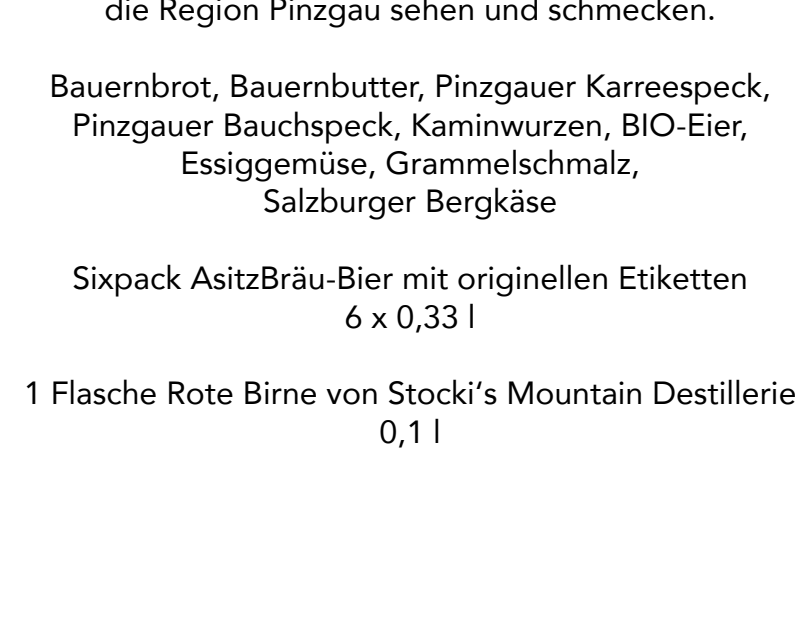 die Region Pinzgau sehen und schmecken.
Bauernbrot, Bauernbutter, Pinzgauer Karreespeck,
Pinzgauer Bauchspeck, Kaminwurzen, BIO-Eier,
Essiggemüse, Grammelschmalz,
Salzburger Bergkäse
Sixpack AsitzBräu-Bier mit originellen Etiketten
6 x 0,33 l
1 Flasche Rote Birne von Stocki‘s Mountain Destillerie
0,1 l